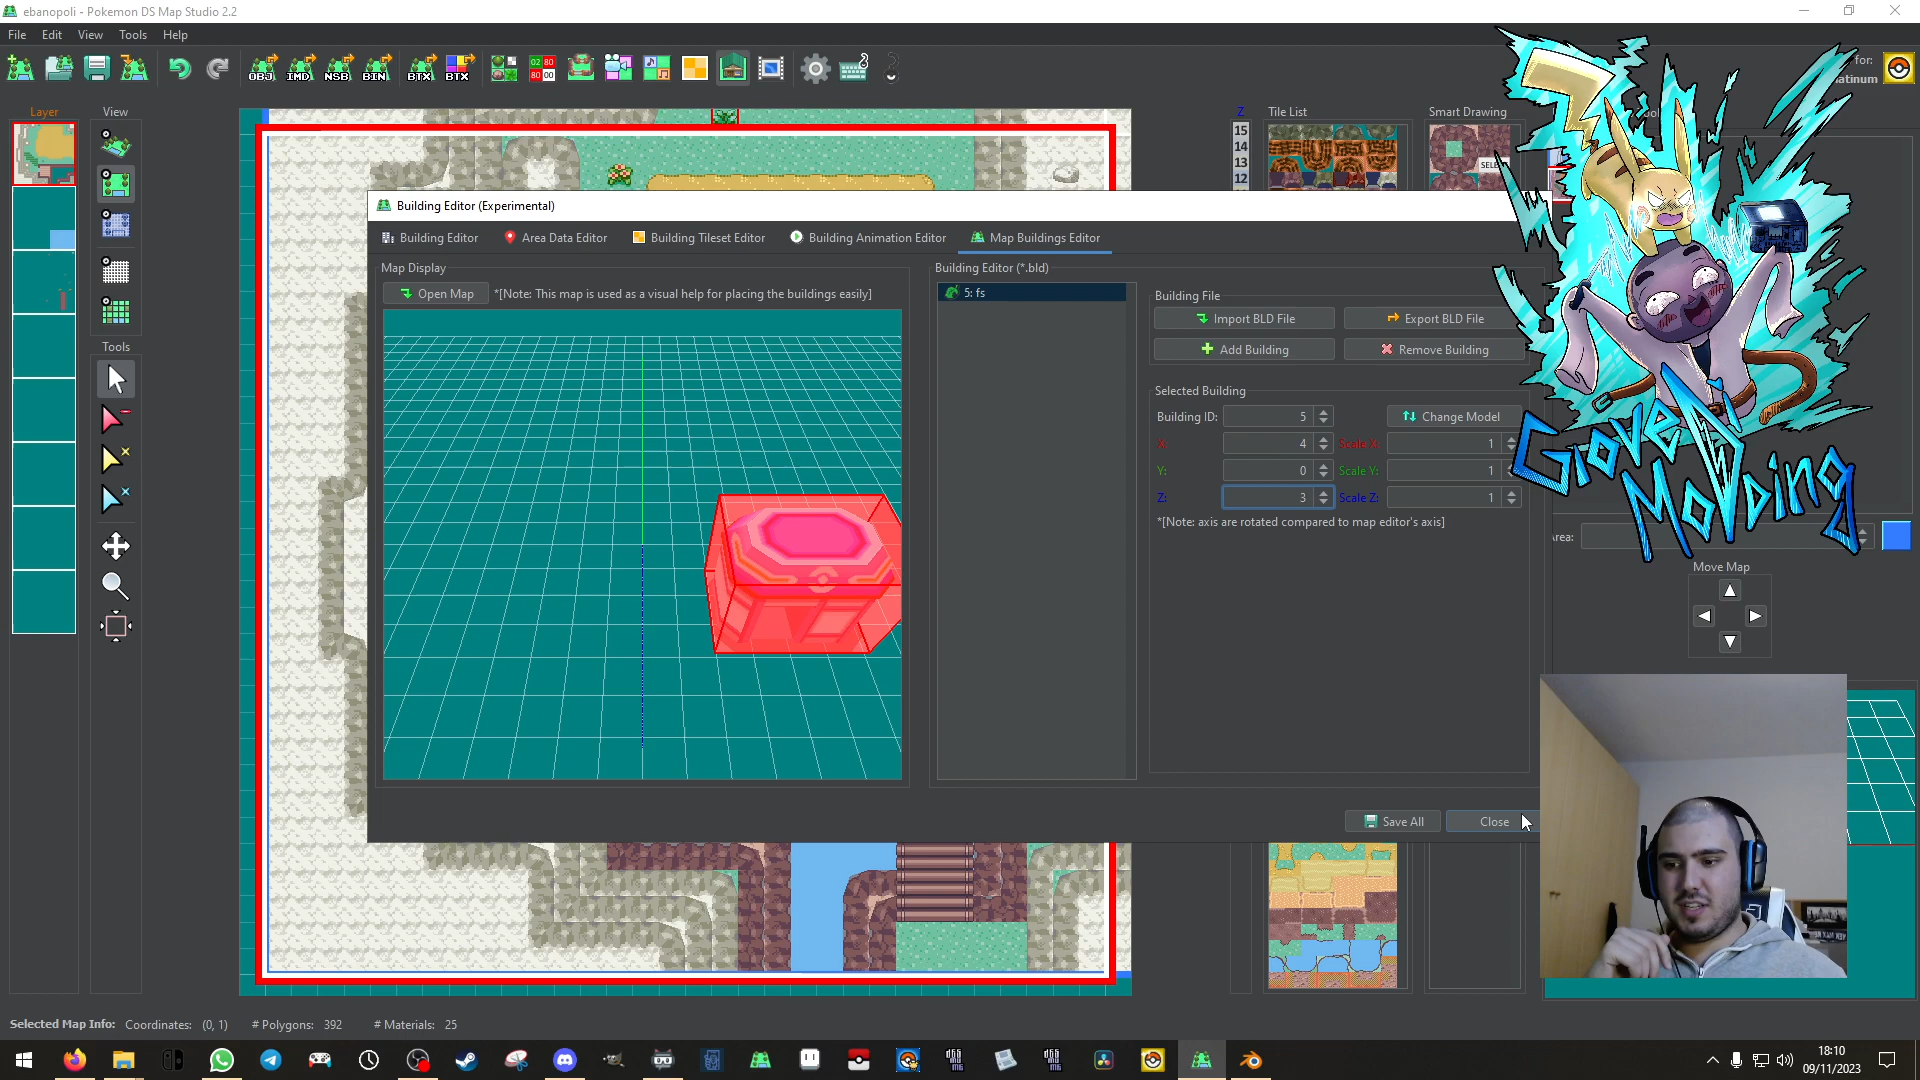 ebanopoli - Pokemon DS Map Studio 2.2
File Edit View Tools Help
OBJ IMD NSB BIN BTX BTX
for:
atinum
Layer
View
Z
Tile List
Smart Drawing
15
14
13
12
Building Editor (Experimental)
Building Editor
Area Data Editor
Building Tileset Editor
Building Animation Editor
Map Buildings Editor
Map Display
Open Map
*[Note: This map is used as a visual help for placing the buildings easily]
Building Editor (*.bld)
5: fs
Building File
Import BLD File
Export BLD File
Add Building
Remove Building
Selected Building
Building ID: 5
Change Model
X: 4 Scale X: 1
Y: 0 Scale Y: 1
Z: 3 Scale Z: 1
*[Note: axis are rotated compared to map editor's axis]
Save All
Close
Tools
GioveNMoDDing
Move Map
Selected Map Info: Coordinates: (0, 1) # Polygons: 392 # Materials: 25
18:10
09/11/2023